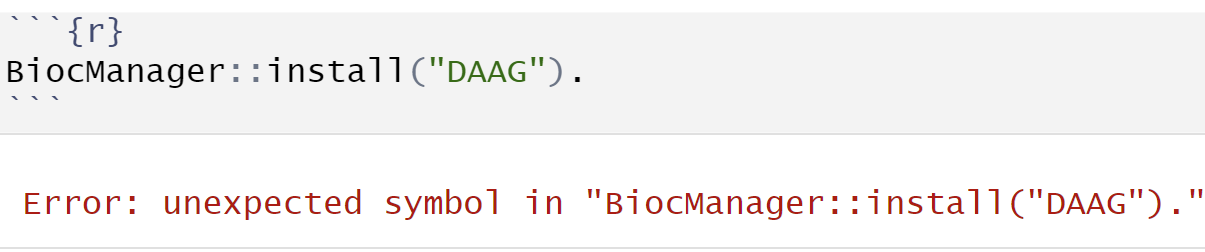 ```{r}
BiocManager::install("DAAG").
```
Error: unexpected symbol in "BiocManager::install("DAAG")."